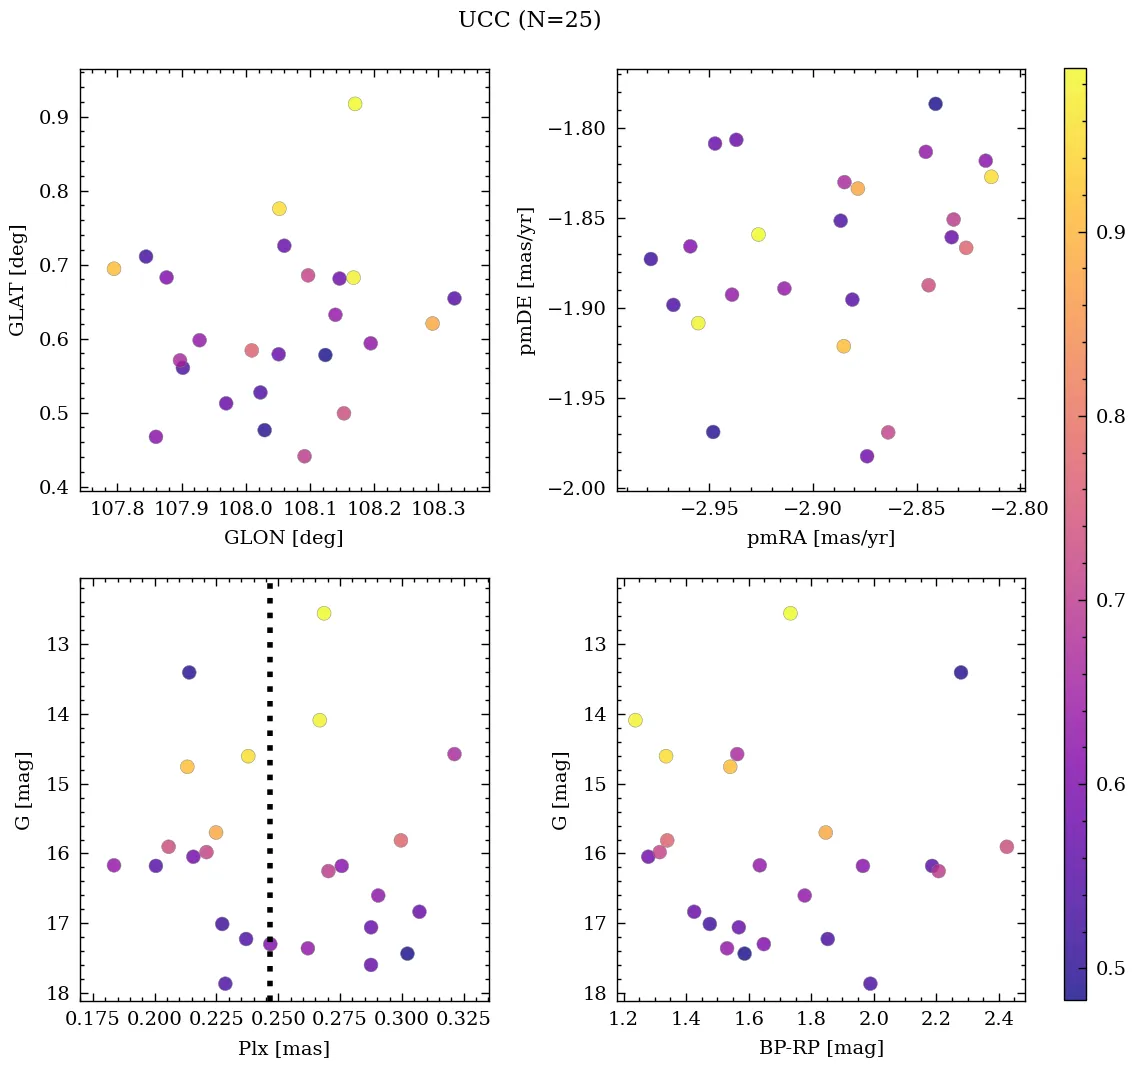 UCC (N=25)
0.9
0.8
0.7
0.6
0.5
0.4
GLAT [deg]
107.8 107.9 108.0 108.1 108.2 108.3
GLON [deg]
−1.80
−1.85
−1.90
−1.95
−2.00
pmDE [mas/yr]
−2.95 −2.90 −2.85 −2.80
pmRA [mas/yr]
13
14
15
16
17
18
G [mag]
0.175 0.200 0.225 0.250 0.275 0.300 0.325
Plx [mas]
13
14
15
16
17
18
G [mag]
1.2 1.4 1.6 1.8 2.0 2.2 2.4
BP-RP [mag]
0.9
0.8
0.7
0.6
0.5